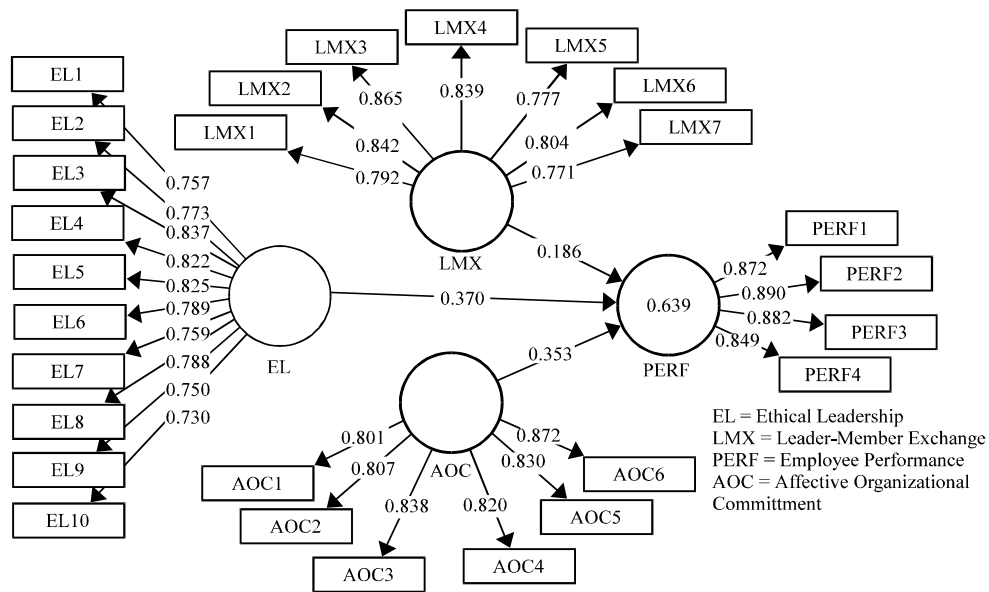 EL1
EL2
EL3
EL4
EL5
EL6
EL7
EL8
EL9
EL10
0.757
0.773
0.837
0.822
0.825
0.789
0.759
0.788
0.750
0.730
EL
LMX1
LMX2
LMX3
LMX4
LMX5
LMX6
LMX7
0.792
0.842
0.865
0.839
0.777
0.804
0.771
LMX
0.186
0.370
0.353
0.639
PERF
0.872
0.890
0.882
0.849
PERF1
PERF2
PERF3
PERF4
AOC
0.801
0.807
0.838
0.820
0.830
0.872
AOC1
AOC2
AOC3
AOC4
AOC5
AOC6
EL = Ethical Leadership
LMX = Leader-Member Exchange
PERF = Employee Performance
AOC = Affective Organizational
Committment